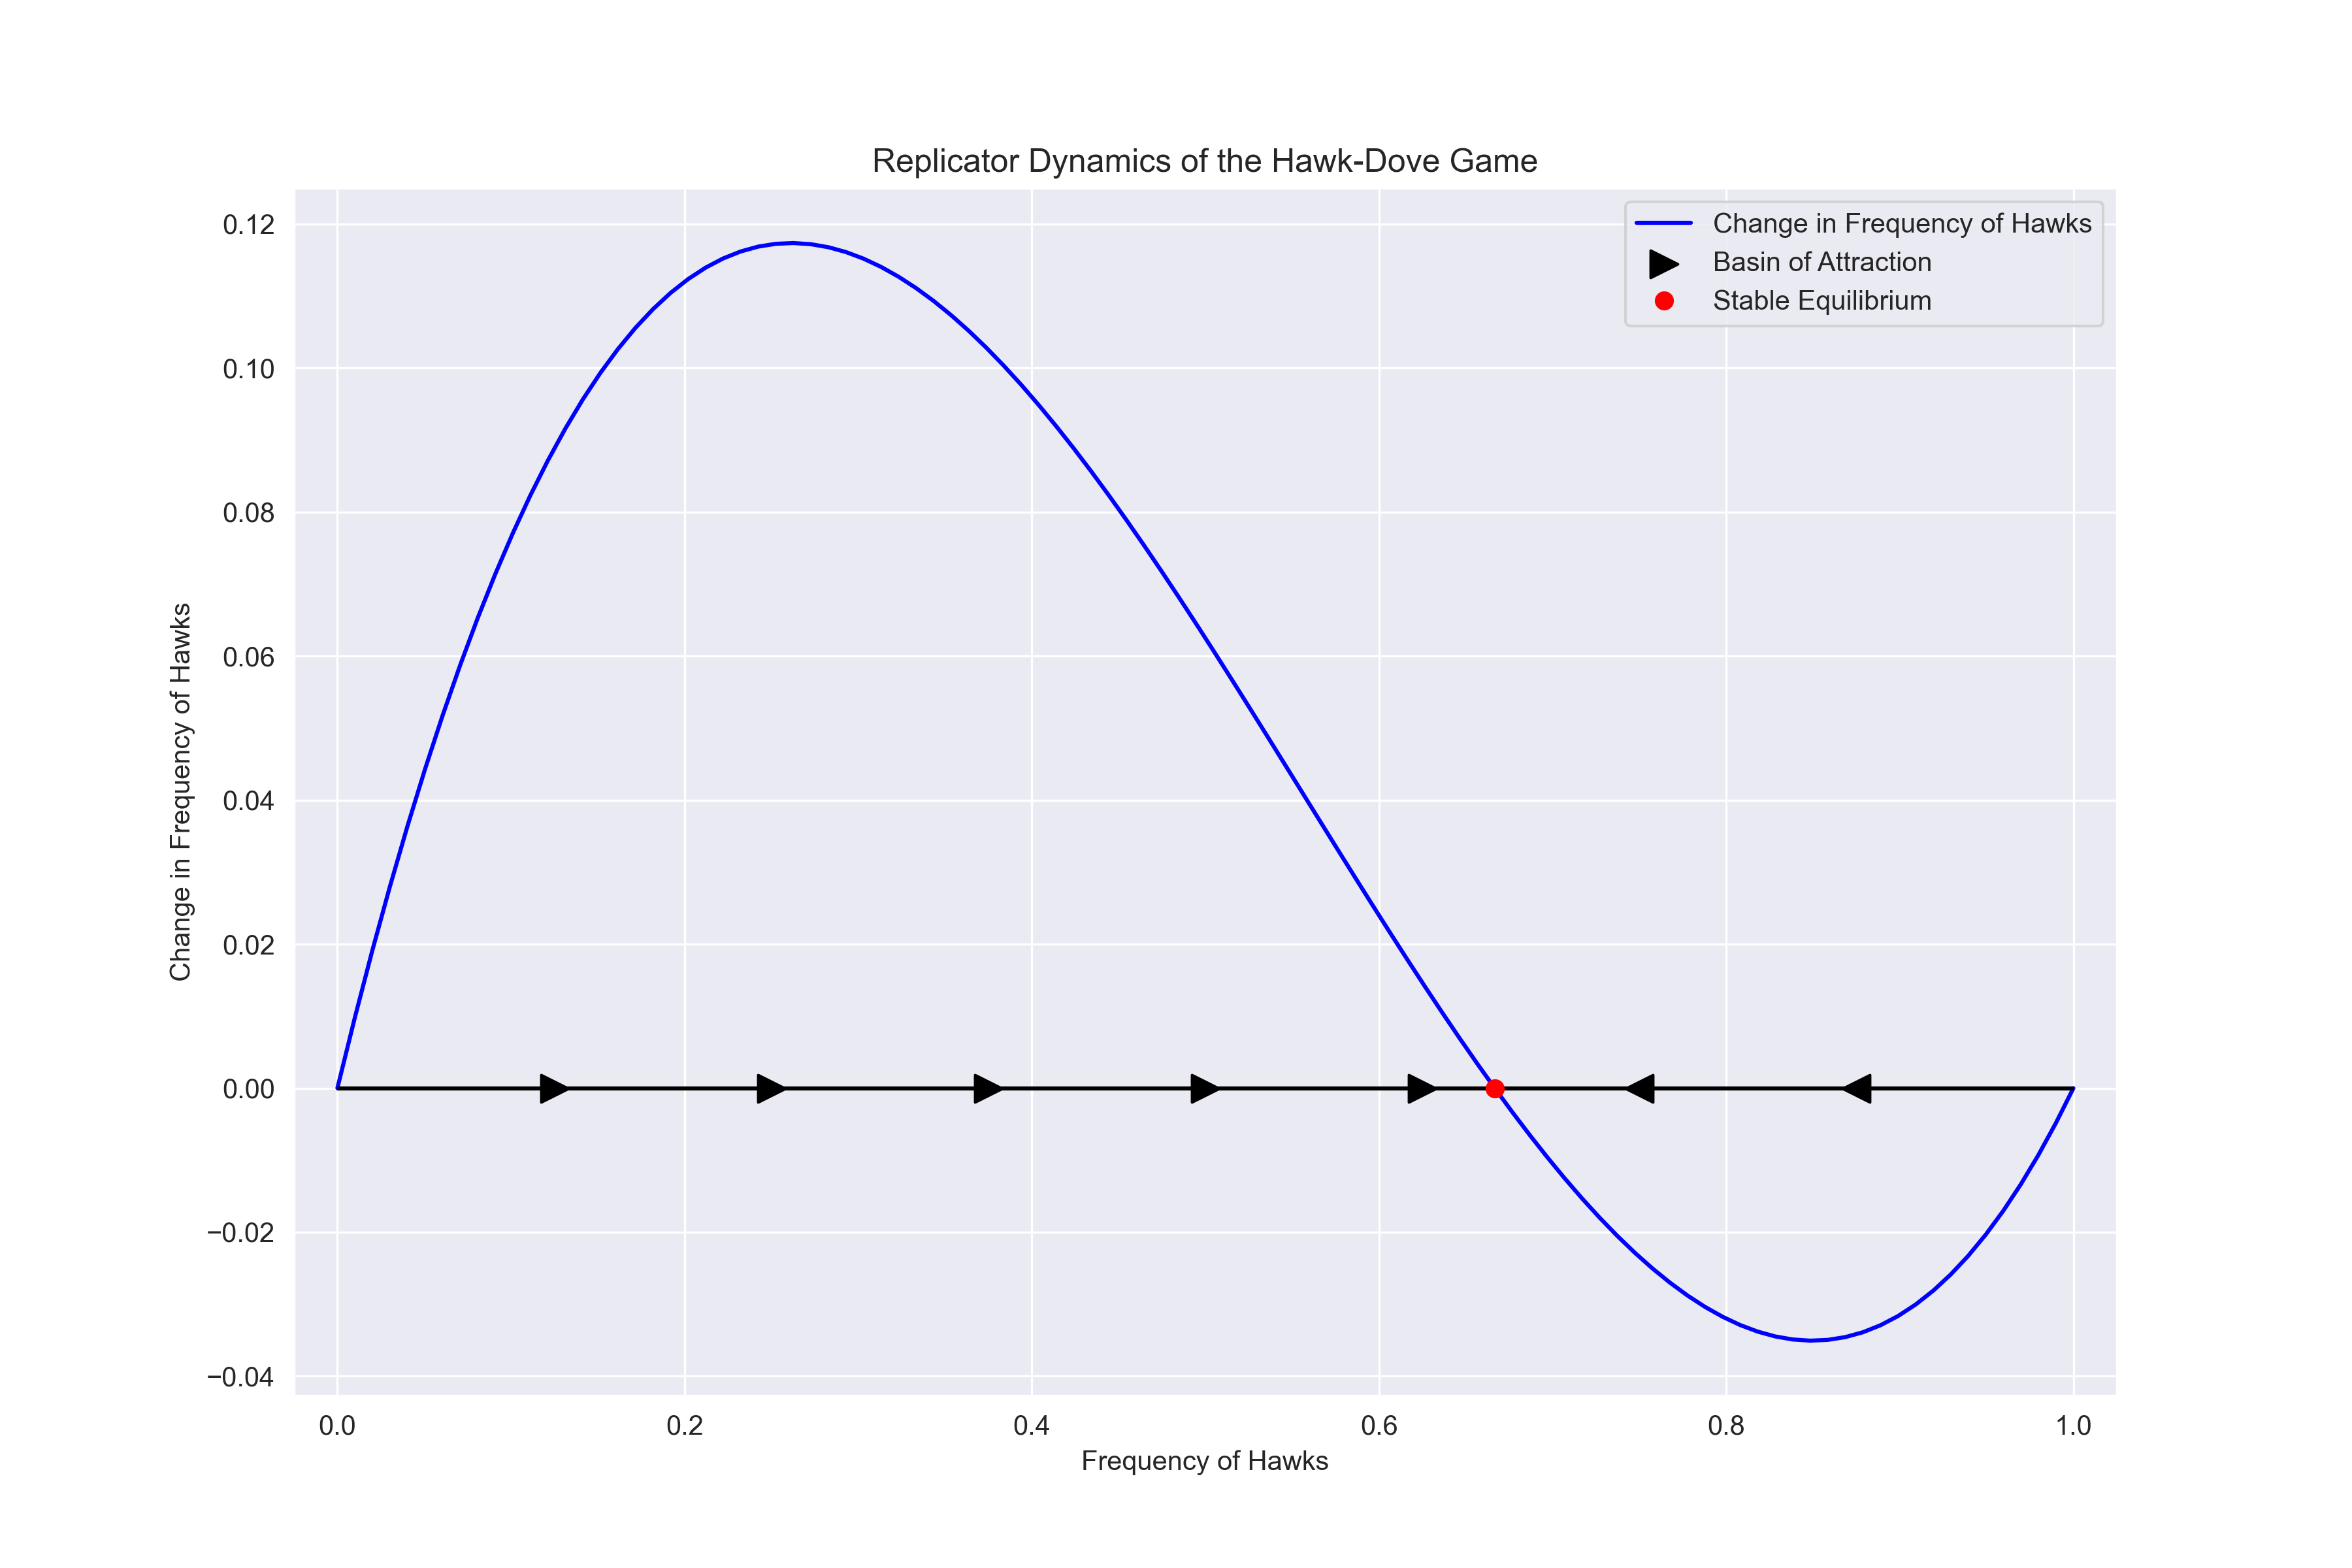 Replicator Dynamics of the Hawk-Dove Game
Change in Frequency of Hawks
Basin of Attraction
Stable Equilibrium
0.12
0.10
0.08
0.06
0.04
0.02
0.00
−0.02
−0.04
Change in Frequency of Hawks
0.0 0.2 0.4 0.6 0.8 1.0
Frequency of Hawks